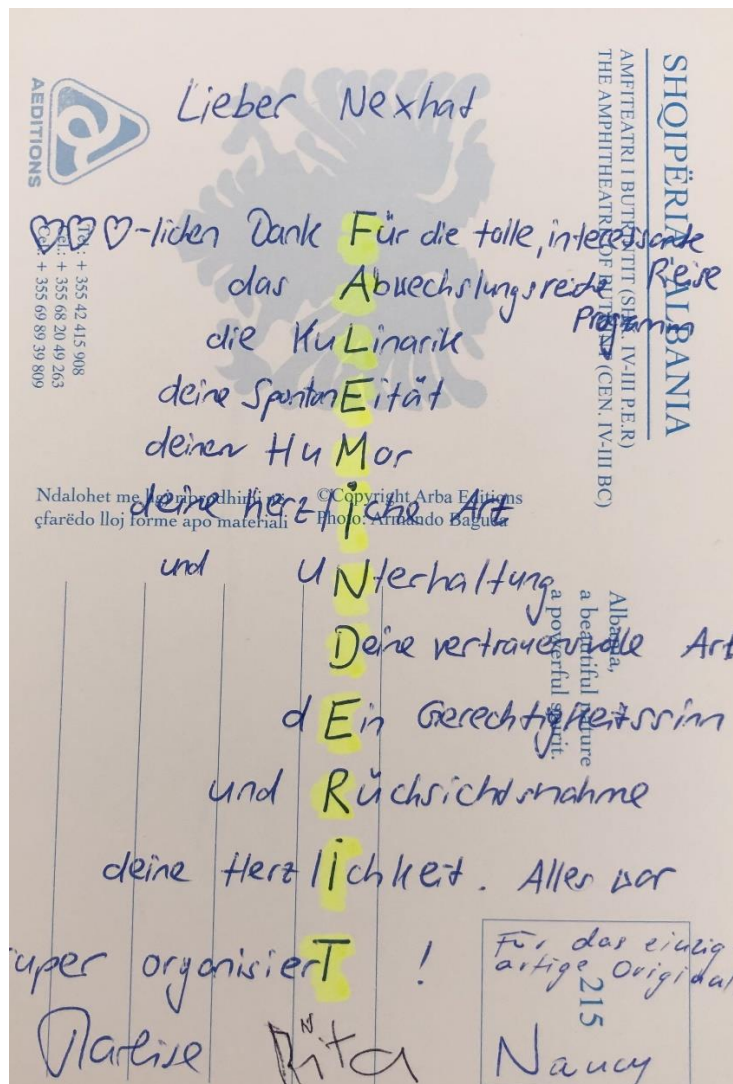 Lieber Nexhat
♡♡♡-lichen Dank Für die tolle, interessante
Reise
das Abwechslungsreiche
Programm
die KuLinarik
deine SpontanEität
deinen HuMor
deine herzliche Art
und uNterhaltung
Deine vertrauensvolle Art
dEin Gerechtigkeitssinn
und Rücksichtsnahme
deine Herzlichkeit. Alles war
super organisierT !
Marlise Rita Nancy
Für das einzig
artige Original
215
SHQIPËRIA ALBANIA
AMFITEATRI I BUTRINTIT (SHEK. IV-III P.E.R)
THE AMPHITHEATRE OF BUTRINT (CEN. IV-III BC)
AEDITIONS
Tel.: + 355 42 415 908
Cel.: + 355 68 20 49 263
Cel.: + 355 69 89 39 809
Ndalohet me ligj riprodhimi në
çfarëdo lloj forme apo materiali
©Copyright Arba Editions
Photo: Armando Babuta
Albania,
a beautiful picture
a powerful spirit.